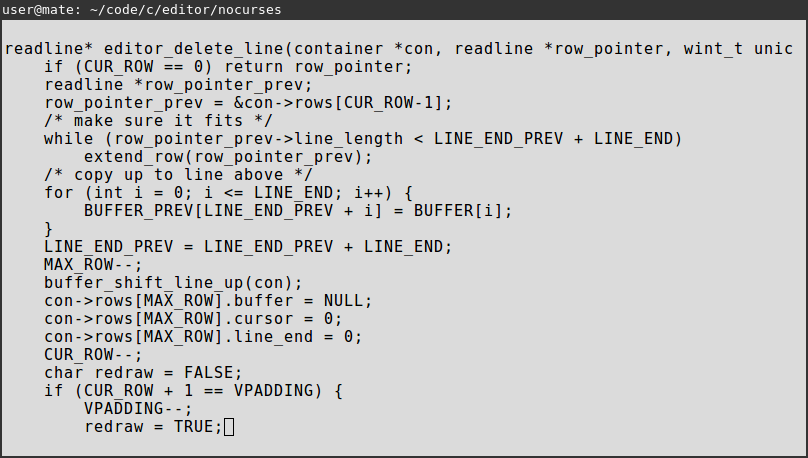 user@mate: ~/code/c/editor/nocurses
readline* editor_delete_line(container *con, readline *row_pointer, wint_t unic
    if (CUR_ROW == 0) return row_pointer;
    readline *row_pointer_prev;
    row_pointer_prev = &con->rows[CUR_ROW-1];
    /* make sure it fits */
    while (row_pointer_prev->line_length < LINE_END_PREV + LINE_END)
        extend_row(row_pointer_prev);
    /* copy up to line above */
    for (int i = 0; i <= LINE_END; i++) {
        BUFFER_PREV[LINE_END_PREV + i] = BUFFER[i];
    }
    LINE_END_PREV = LINE_END_PREV + LINE_END;
    MAX_ROW--;
    buffer_shift_line_up(con);
    con->rows[MAX_ROW].buffer = NULL;
    con->rows[MAX_ROW].cursor = 0;
    con->rows[MAX_ROW].line_end = 0;
    CUR_ROW--;
    char redraw = FALSE;
    if (CUR_ROW + 1 == VPADDING) {
        VPADDING--;
        redraw = TRUE;